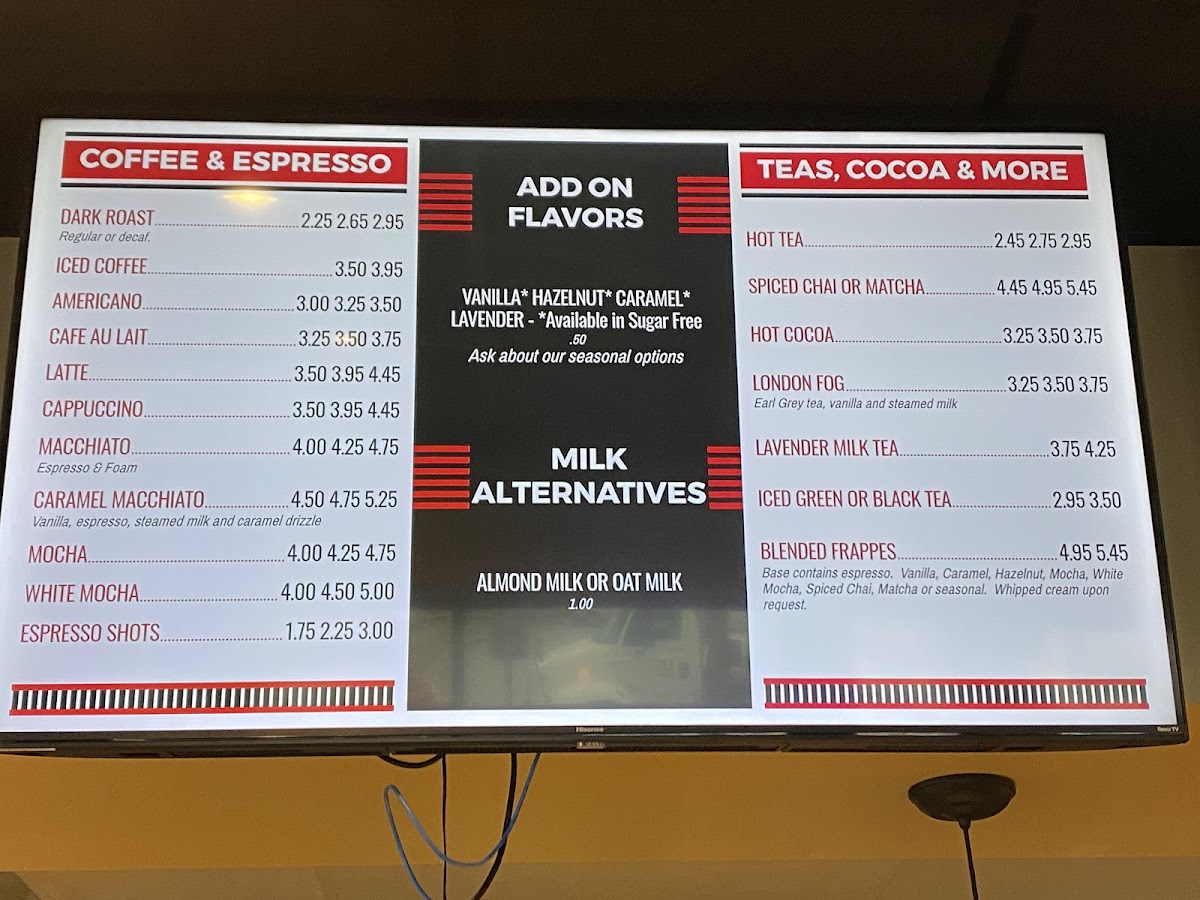 COFFEE & ESPRESSO
DARK ROAST 2.25 2.65 2.95
Regular or decaf.
ICED COFFEE 3.50 3.95
AMERICANO 3.00 3.25 3.50
CAFE AU LAIT 3.25 3.50 3.75
LATTE 3.50 3.95 4.45
CAPPUCCINO 3.50 3.95 4.45
MACCHIATO 4.00 4.25 4.75
Espresso & Foam
CARAMEL MACCHIATO 4.50 4.75 5.25
Vanilla, espresso, steamed milk and caramel drizzle
MOCHA 4.00 4.25 4.75
WHITE MOCHA 4.00 4.50 5.00
ESPRESSO SHOTS 1.75 2.25 3.00
ADD ON
FLAVORS
VANILLA* HAZELNUT* CARAMEL*
LAVENDER - *Available in Sugar Free
.50
Ask about our seasonal options
MILK
ALTERNATIVES
ALMOND MILK OR OAT MILK
1.00
TEAS, COCOA & MORE
HOT TEA 2.45 2.75 2.95
SPICED CHAI OR MATCHA 4.45 4.95 5.45
HOT COCOA 3.25 3.50 3.75
LONDON FOG 3.25 3.50 3.75
Earl Grey tea, vanilla and steamed milk
LAVENDER MILK TEA 3.75 4.25
ICED GREEN OR BLACK TEA 2.95 3.50
BLENDED FRAPPES 4.95 5.45
Base contains espresso. Vanilla, Caramel, Hazelnut, Mocha, White
Mocha, Spiced Chai, Matcha or seasonal. Whipped cream upon
request.
Hisense
Roku TV